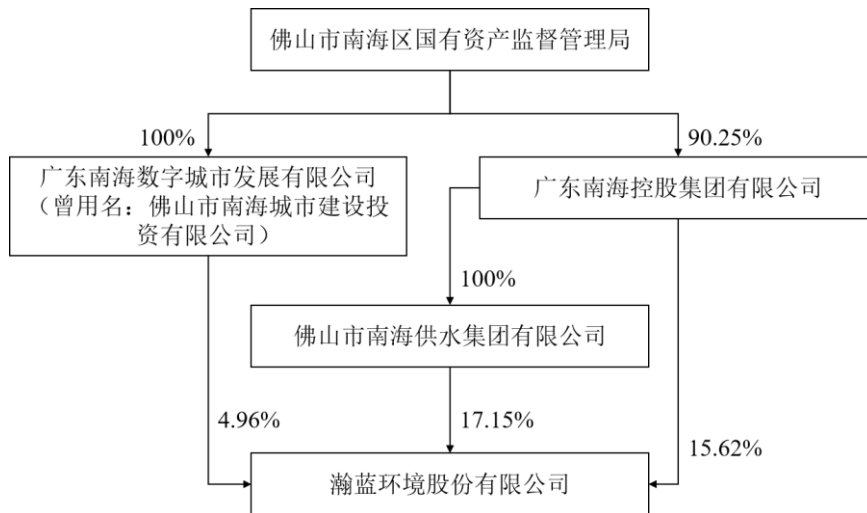 佛山市南海区国有资产监督管理局
100%
90.25%
广东南海数字城市发展有限公司
（曾用名：佛山市南海城市建设投
资有限公司）
广东南海控股集团有限公司
100%
佛山市南海供水集团有限公司
4.96%
17.15%
15.62%
瀚蓝环境股份有限公司